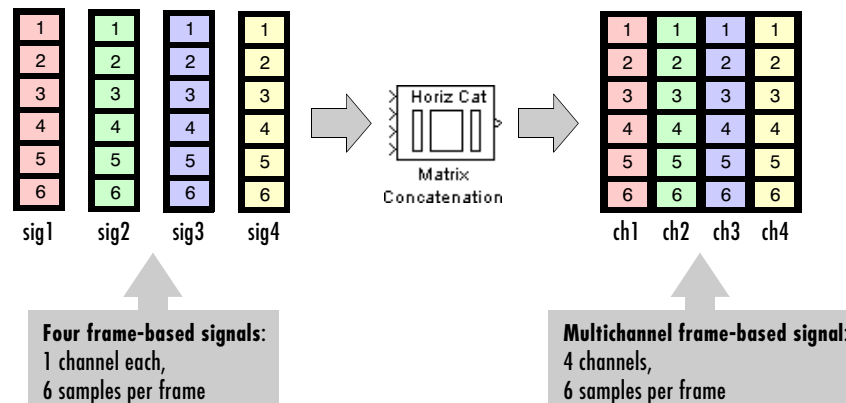 1 1 1 1 1 1 1 1
2 2 2 2 2 2 2 2
3 3 3 3 3 3 3 3
4 4 4 4 4 4 4 4
5 5 5 5 5 5 5 5
6 6 6 6 6 6 6 6
Horiz Cat
Matrix
Concatenation
sig1 sig2 sig3 sig4
ch1 ch2 ch3 ch4
Four frame-based signals:
1 channel each,
6 samples per frame
Multichannel frame-based signal:
4 channels,
6 samples per frame